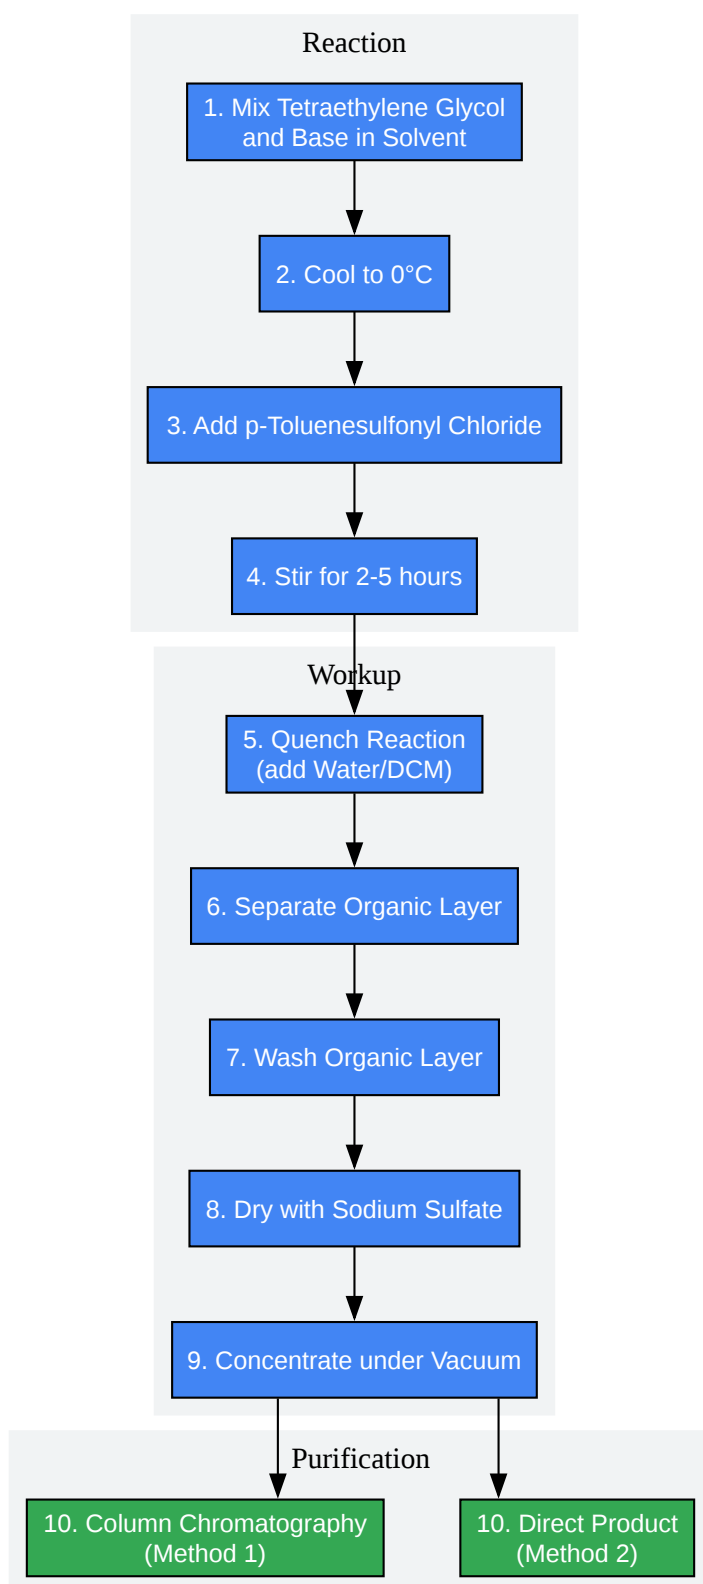 Reaction
1. Mix Tetraethylene Glycol
and Base in Solvent
2. Cool to 0°C
3. Add p-Toluenesulfonyl Chloride
4. Stir for 2-5 hours
Workup
5. Quench Reaction
(add Water/DCM)
6. Separate Organic Layer
7. Wash Organic Layer
8. Dry with Sodium Sulfate
9. Concentrate under Vacuum
Purification
10. Column Chromatography
(Method 1)
10. Direct Product
(Method 2)